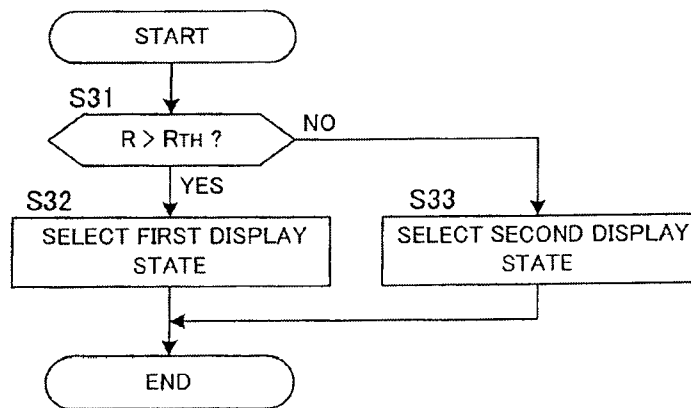 START
S31
R > RTH ?
NO
YES
S32
SELECT FIRST DISPLAY
STATE
S33
SELECT SECOND DISPLAY
STATE
END